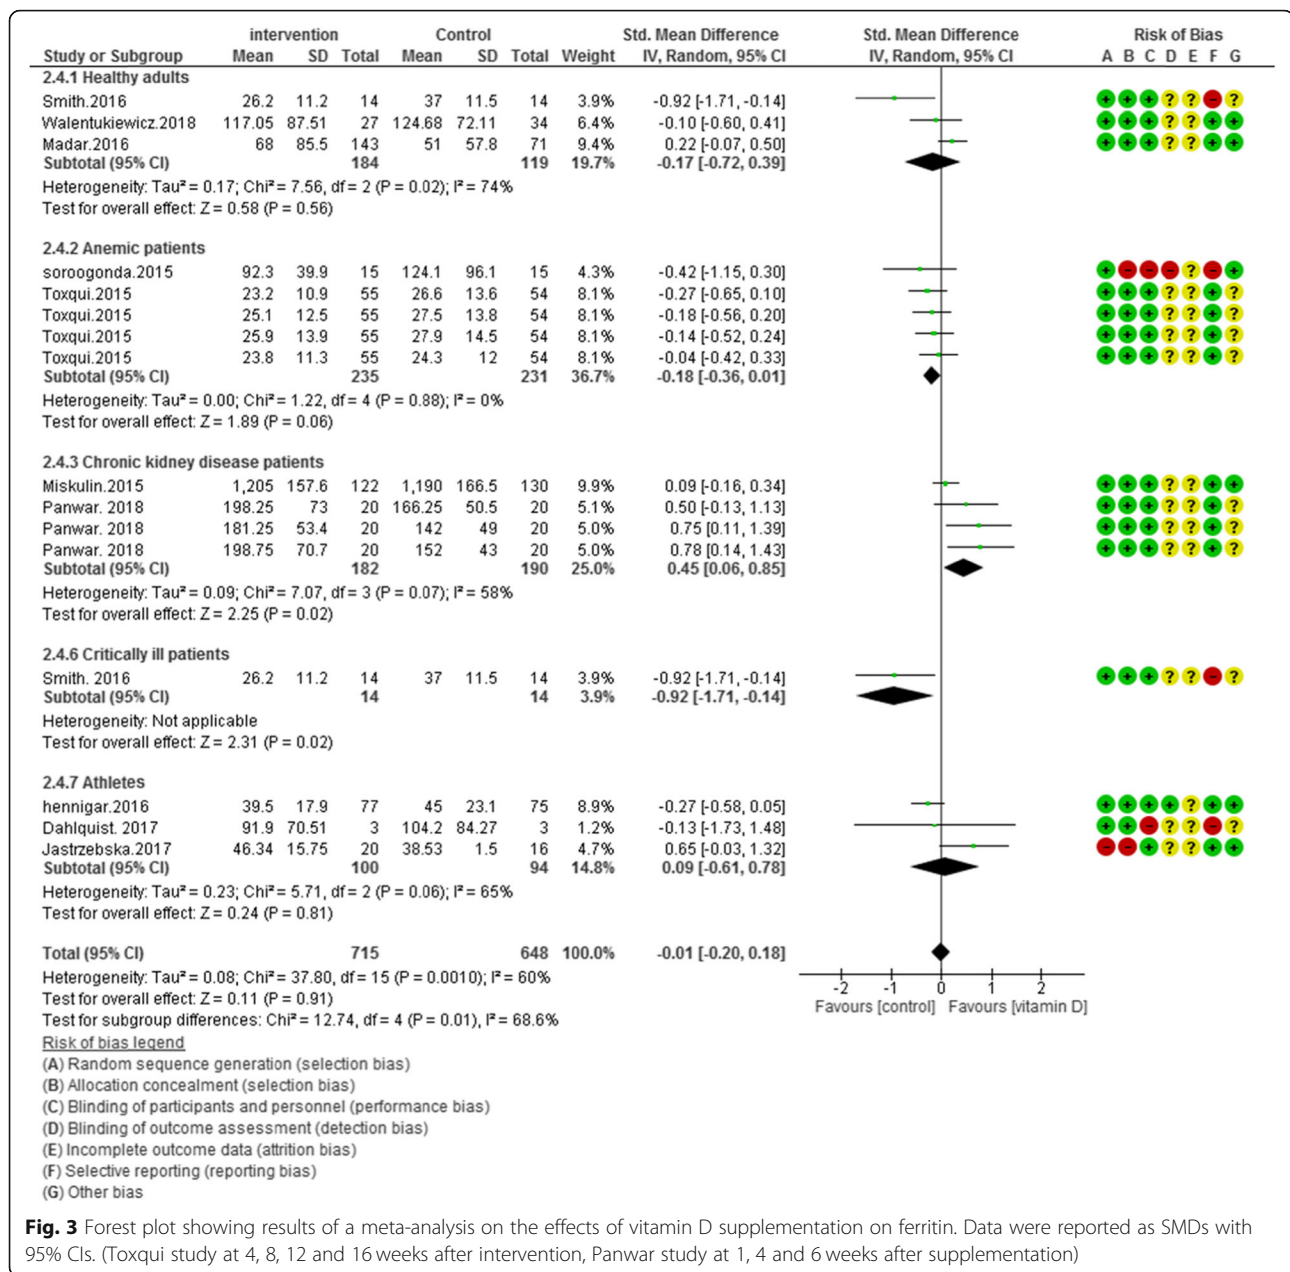 intervention Control Std. Mean Difference Std. Mean Difference Risk of Bias
Study or Subgroup Mean SD Total Mean SD Total Weight IV, Random, 95% CI IV, Random, 95% CI A B C D E F G
2.4.1 Healthy adults
Smith.2016 26.2 11.2 14 37 11.5 14 3.9% -0.92 [-1.71, -0.14] + + + ? ? - ?
Walentukiewicz.2018 117.05 87.51 27 124.68 72.11 34 6.4% -0.10 [-0.60, 0.41] + + + ? ? + +
Madar.2016 68 85.5 143 51 57.8 71 9.4% 0.22 [-0.07, 0.50] + + + ? ? + +
Subtotal (95% CI) 184 119 19.7% -0.17 [-0.72, 0.39]
Heterogeneity: Tau² = 0.17; Chi² = 7.56, df = 2 (P = 0.02); I² = 74%
Test for overall effect: Z = 0.58 (P = 0.56)
2.4.2 Anemic patients
soroogonda.2015 92.3 39.9 15 124.1 96.1 15 4.3% -0.42 [-1.15, 0.30] + - - - ? - +
Toxqui.2015 23.2 10.9 55 26.6 13.6 54 8.1% -0.27 [-0.65, 0.10] + + + ? ? + ?
Toxqui.2015 25.1 12.5 55 27.5 13.8 54 8.1% -0.18 [-0.56, 0.20] + + + ? ? + ?
Toxqui.2015 25.9 13.9 55 27.9 14.5 54 8.1% -0.14 [-0.52, 0.24] + + + ? ? + ?
Toxqui.2015 23.8 11.3 55 24.3 12 54 8.1% -0.04 [-0.42, 0.33] + + + ? ? + ?
Subtotal (95% CI) 235 231 36.7% -0.18 [-0.36, 0.01]
Heterogeneity: Tau² = 0.00; Chi² = 1.22, df = 4 (P = 0.88); I² = 0%
Test for overall effect: Z = 1.89 (P = 0.06)
2.4.3 Chronic kidney disease patients
Miskulin.2015 1,205 157.6 122 1,190 166.5 130 9.9% 0.09 [-0.16, 0.34] + + + ? ? + ?
Panwar. 2018 198.25 73 20 166.25 50.5 20 5.1% 0.50 [-0.13, 1.13] + + + ? ? + ?
Panwar. 2018 181.25 53.4 20 142 49 20 5.0% 0.75 [0.11, 1.39] + + + ? ? + ?
Panwar. 2018 198.75 70.7 20 152 43 20 5.0% 0.78 [0.14, 1.43] + + + ? ? + ?
Subtotal (95% CI) 182 190 25.0% 0.45 [0.06, 0.85]
Heterogeneity: Tau² = 0.09; Chi² = 7.07, df = 3 (P = 0.07); I² = 58%
Test for overall effect: Z = 2.25 (P = 0.02)
2.4.6 Critically ill patients
Smith. 2016 26.2 11.2 14 37 11.5 14 3.9% -0.92 [-1.71, -0.14] + + + ? ? - ?
Subtotal (95% CI) 14 14 3.9% -0.92 [-1.71, -0.14]
Heterogeneity: Not applicable
Test for overall effect: Z = 2.31 (P = 0.02)
2.4.7 Athletes
hennigar.2016 39.5 17.9 77 45 23.1 75 8.9% -0.27 [-0.58, 0.05] + + + + ? + +
Dahlquist. 2017 91.9 70.51 3 104.2 84.27 3 1.2% -0.13 [-1.73, 1.48] + + - ? ? - ?
Jastrzebska.2017 46.34 15.75 20 38.53 1.5 16 4.7% 0.65 [-0.03, 1.32] - - + ? ? + +
Subtotal (95% CI) 100 94 14.8% 0.09 [-0.61, 0.78]
Heterogeneity: Tau² = 0.23; Chi² = 5.71, df = 2 (P = 0.06); I² = 65%
Test for overall effect: Z = 0.24 (P = 0.81)
Total (95% CI) 715 648 100.0% -0.01 [-0.20, 0.18]
Heterogeneity: Tau² = 0.08; Chi² = 37.80, df = 15 (P = 0.0010); I² = 60%
-2 -1 0 1 2
Test for overall effect: Z = 0.11 (P = 0.91)
Favours [control] Favours [vitamin D]
Test for subgroup differences: Chi² = 12.74, df = 4 (P = 0.01), I² = 68.6%
Risk of bias legend
(A) Random sequence generation (selection bias)
(B) Allocation concealment (selection bias)
(C) Blinding of participants and personnel (performance bias)
(D) Blinding of outcome assessment (detection bias)
(E) Incomplete outcome data (attrition bias)
(F) Selective reporting (reporting bias)
(G) Other bias
Fig. 3 Forest plot showing results of a meta-analysis on the effects of vitamin D supplementation on ferritin. Data were reported as SMDs with
95% CIs. (Toxqui study at 4, 8, 12 and 16 weeks after intervention, Panwar study at 1, 4 and 6 weeks after supplementation)